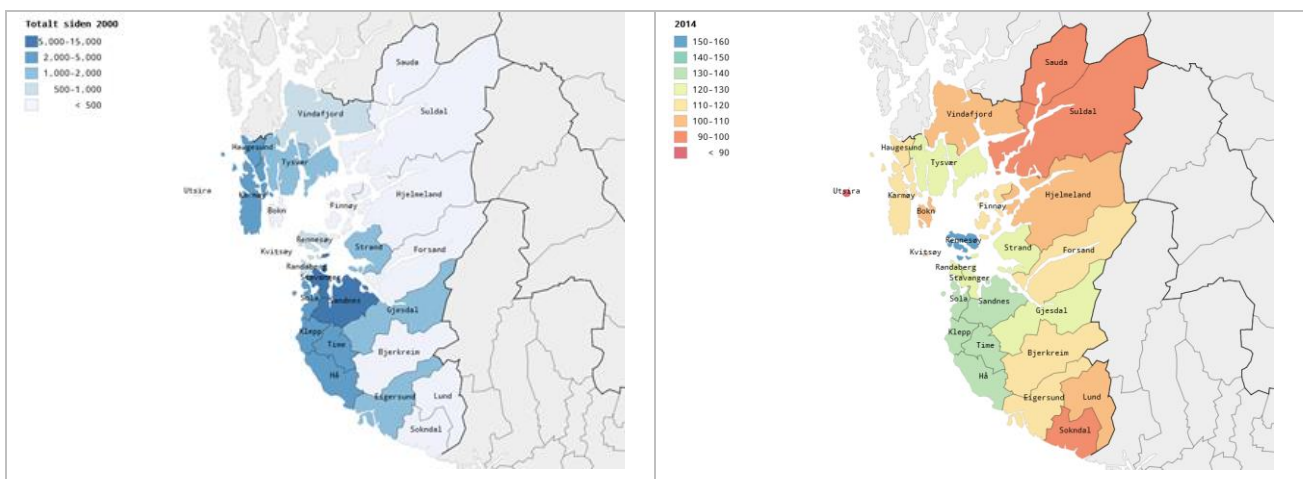 Totalt siden 2000
5,000-15,000
2,000-5,000
1,000-2,000
500-1,000
< 500
Sauda
Suldal
Vindafjord
Haugesund
Tysvær
Utsira
Karmøy
Bokn
Finnøy
Hjelmeland
Rennesøy
Kvitsøy
Strand
Forsand
Randaberg
Stavanger
Sola
Sandnes
Gjesdal
Klepp
Time
Bjerkreim
Hå
Eigersund
Lund
Sokndal
2014
150-160
140-150
130-140
120-130
110-120
100-110
90-100
< 90
Sauda
Suldal
Vindafjord
Haugesund
Tysvær
Utsira
Karmøy
Bokn
Finnøy
Hjelmeland
Rennesøy
Kvitsøy
Strand
Forsand
Randaberg
Stavanger
Sola
Sandnes
Gjesdal
Klepp
Time
Bjerkreim
Hå
Eigersund
Lund
Sokndal